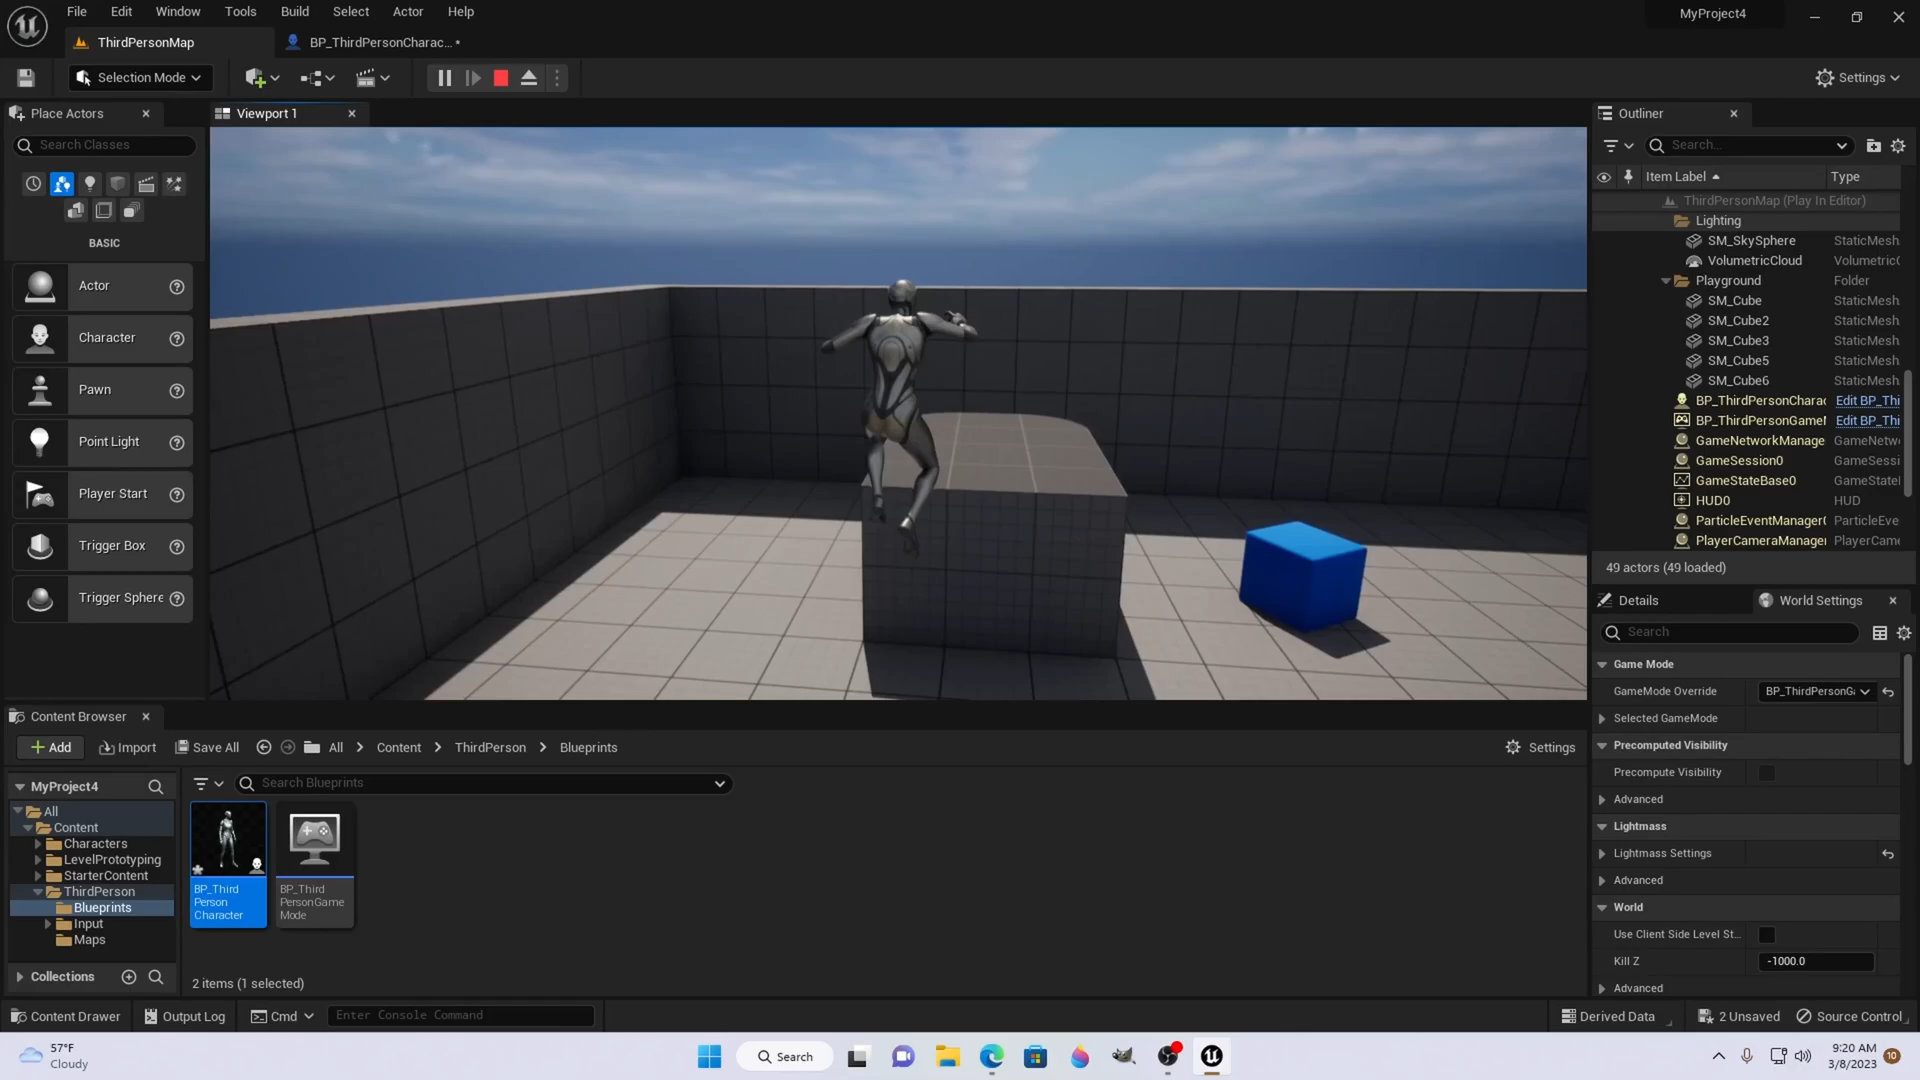 File Edit Window Tools Build Select Actor Help
MyProject4
ThirdPersonMap
BP_ThirdPersonCharac... *
Selection Mode
Settings
Place Actors
Viewport 1
Outliner
Search Classes
Search...
Item Label
Type
BASIC
Actor
Character
Pawn
Point Light
Player Start
Trigger Box
Trigger Sphere
ThirdPersonMap (Play In Editor)
Lighting
SM_SkySphere StaticMesh
VolumetricCloud
Playground Folder
SM_Cube StaticMesh
SM_Cube2 StaticMesh
SM_Cube3 StaticMesh
SM_Cube5 StaticMesh
SM_Cube6 StaticMesh
BP_ThirdPersonCharac Edit BP_Thi
BP_ThirdPersonGame Edit BP_Thi
GameNetworkManage GameNetw
GameSession0 GameSessi
GameStateBase0 GameState
HUD0 HUD
ParticleEventManager ParticleEve
PlayerCameraManage PlayerCame
49 actors (49 loaded)
Details
World Settings
Search
Game Mode
GameMode Override BP_ThirdPersonGa
Selected GameMode
Precomputed Visibility
Precompute Visibility
Advanced
Lightmass
Lightmass Settings
Advanced
World
Use Client Side Level St...
Kill Z -1000.0
Advanced
Content Browser
Add Import Save All All Content ThirdPerson Blueprints Settings
MyProject4
Search Blueprints
All
Content
Characters
LevelPrototyping
StarterContent
ThirdPerson
Blueprints
Input
Maps
Collections
BP_Third
Person
Character
BP_Third
PersonGame
Mode
2 items (1 selected)
Content Drawer Output Log Cmd Enter Console Command Derived Data 2 Unsaved Source Control
57°F
Cloudy
Search
9:20 AM
3/8/2023
10